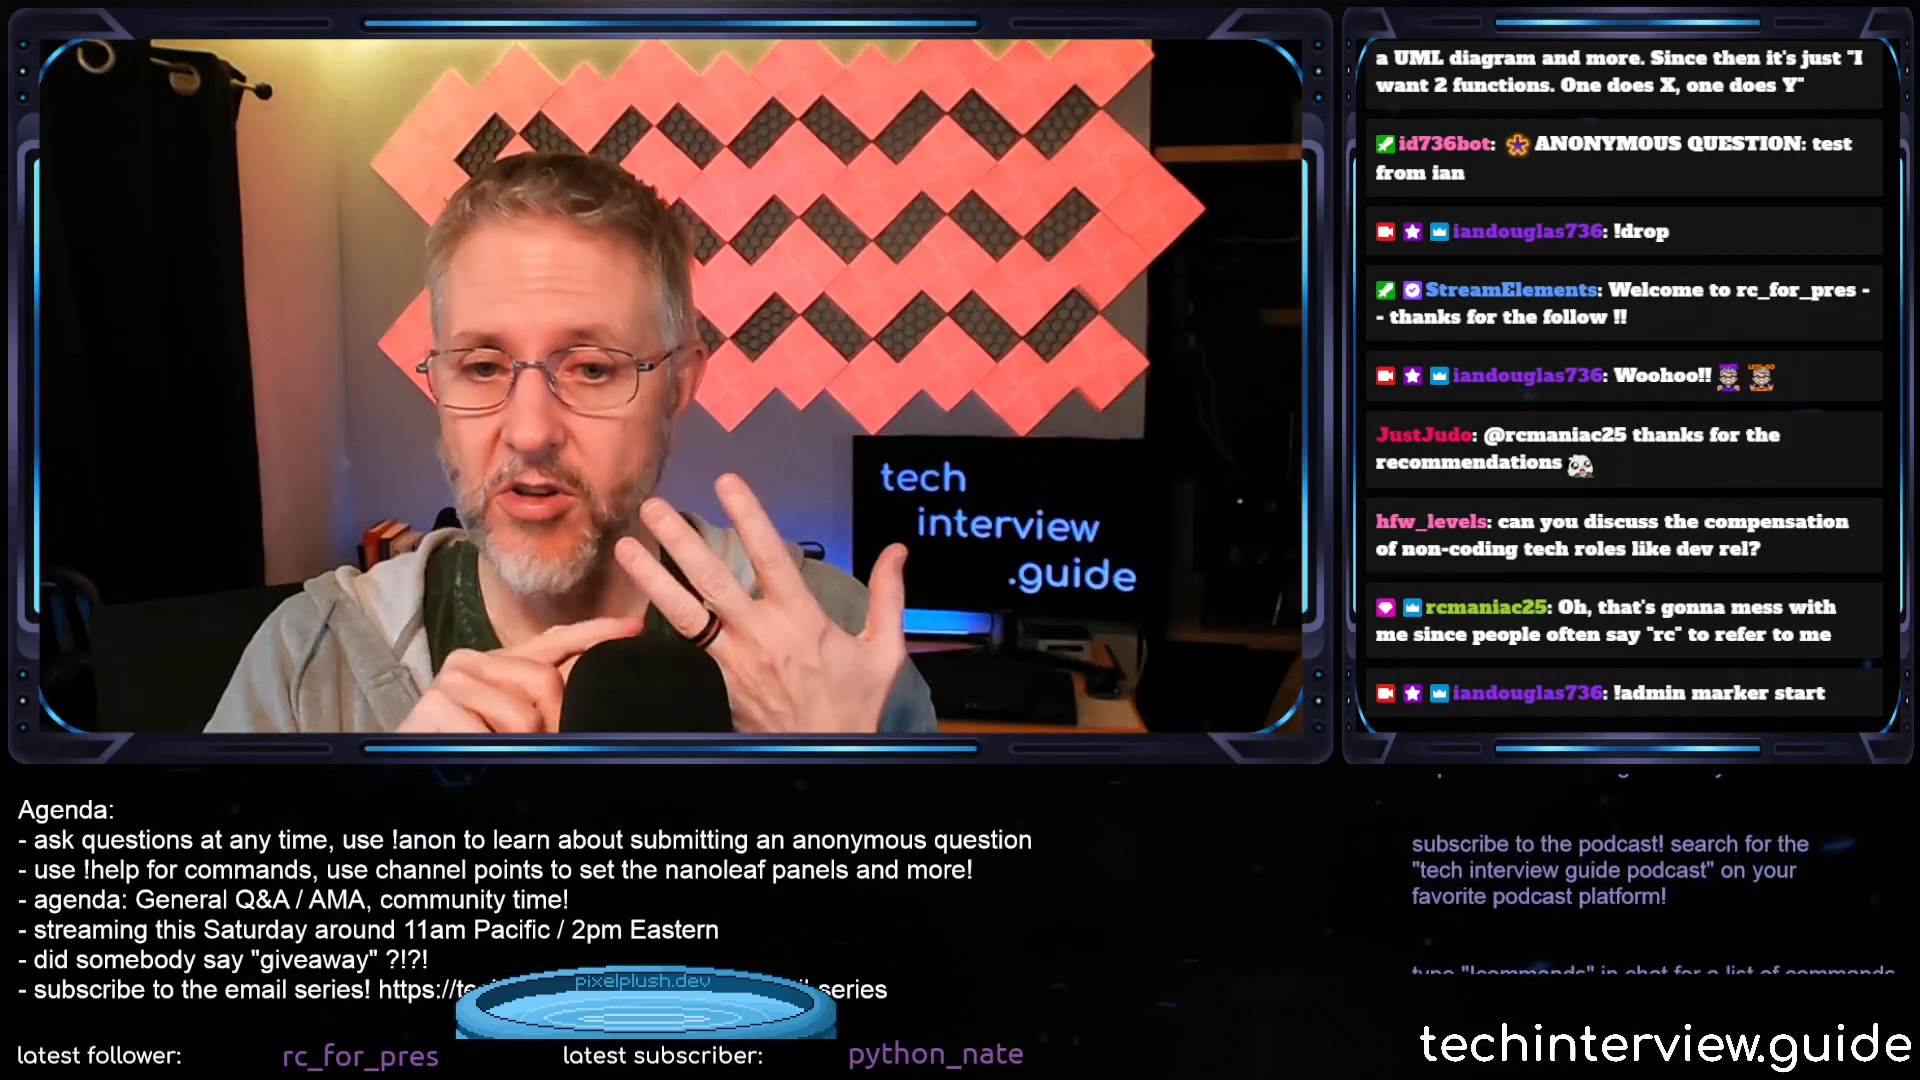 a UML diagram and more. Since then it's just "I
want 2 functions. One does X, one does Y"
id736bot: ANONYMOUS QUESTION: test
from ian
iandouglas736: !drop
StreamElements: Welcome to rc_for_pres -
- thanks for the follow !!
iandouglas736: Woohoo!!
JustJudo: @rcmaniac25 thanks for the
recommendations
hfw_levels: can you discuss the compensation
of non-coding tech roles like dev rel?
rcmaniac25: Oh, that's gonna mess with
me since people often say "rc" to refer to me
iandouglas736: !admin marker start
tech
interview
.guide
Agenda:
- ask questions at any time, use !anon to learn about submitting an anonymous question
- use !help for commands, use channel points to set the nanoleaf panels and more!
- agenda: General Q&A / AMA, community time!
- streaming this Saturday around 11am Pacific / 2pm Eastern
- did somebody say "giveaway" ?!?!
- subscribe to the email series! https://te
series
pixelplush.dev
latest follower: rc_for_pres
latest subscriber: python_nate
subscribe to the podcast! search for the
"tech interview guide podcast" on your
favorite podcast platform!
type "!commands" in chat for a list of commands
techinterview.guide